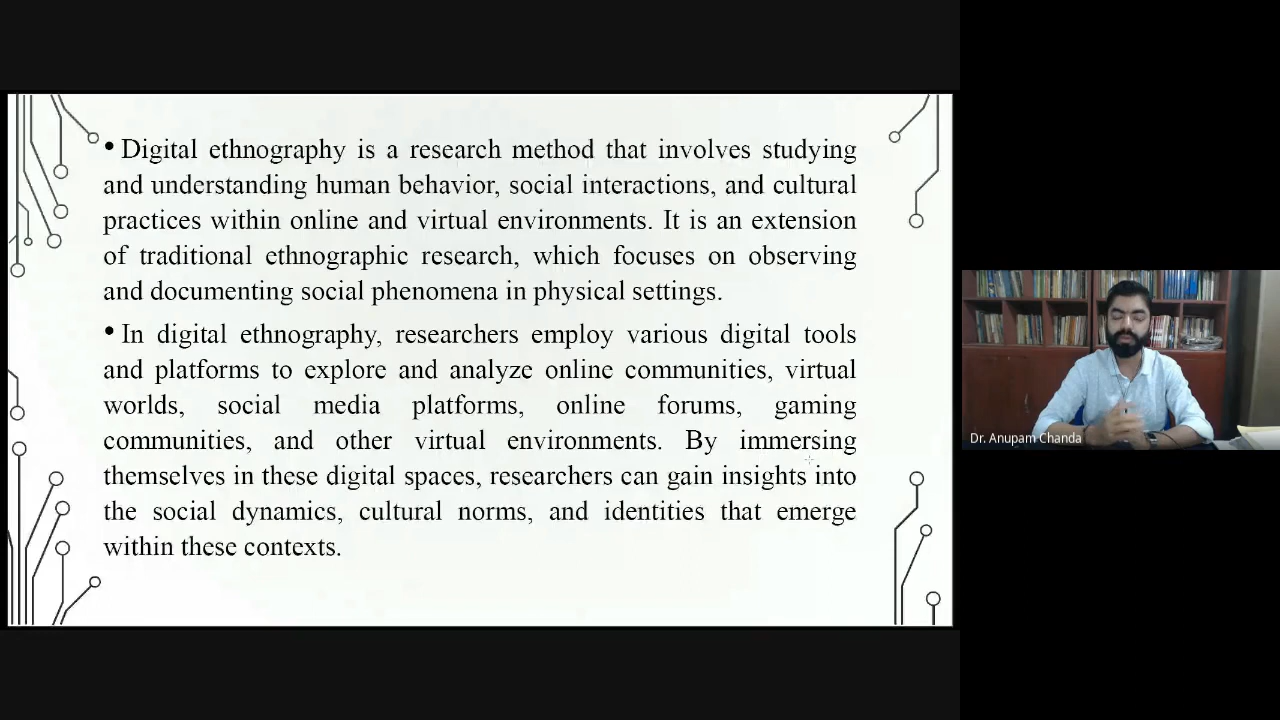 • Digital ethnography is a research method that involves studying
and understanding human behavior, social interactions, and cultural
practices within online and virtual environments. It is an extension
of traditional ethnographic research, which focuses on observing
and documenting social phenomena in physical settings.
• In digital ethnography, researchers employ various digital tools
and platforms to explore and analyze online communities, virtual
worlds, social media platforms, online forums, gaming
communities, and other virtual environments. By immersing
themselves in these digital spaces, researchers can gain insights into
the social dynamics, cultural norms, and identities that emerge
within these contexts.
Dr. Anupam Chanda